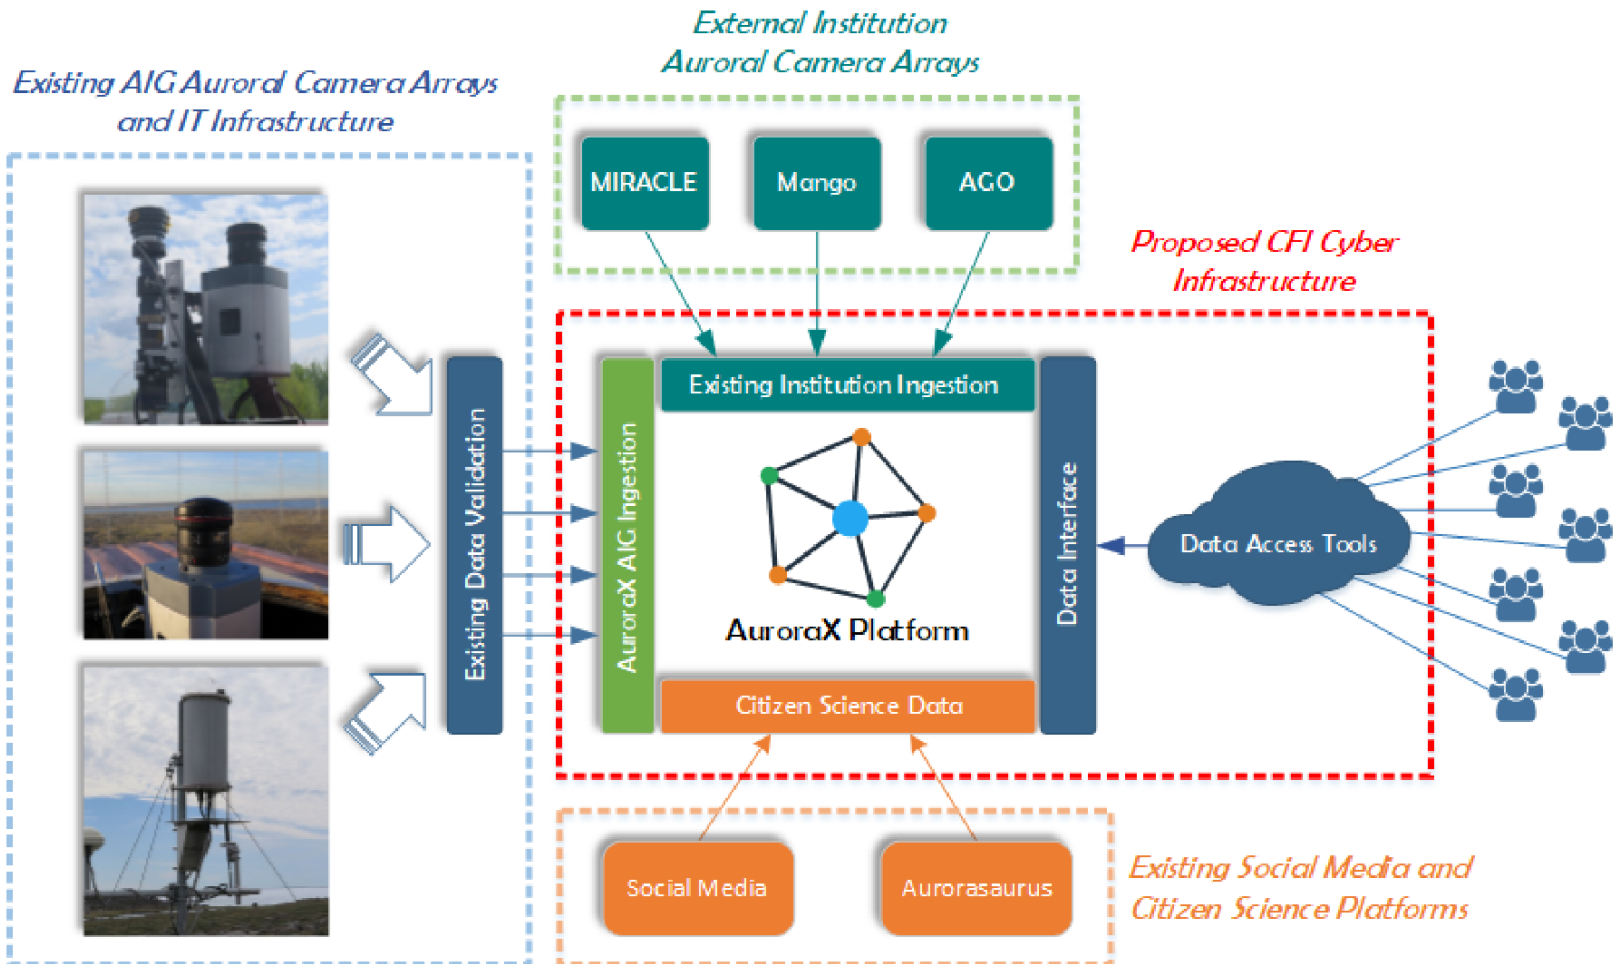 External Institution
Auroral Camera Arrays
Existing AIG Auroral Camera Arrays
and IT Infrastructure
MIRACLE
Mango
AGO
Proposed CFI Cyber
Infrastructure
Existing Institution Ingestion
Existing Data Validation
AuroraX AIG Ingestion
AuroraX Platform
Data Interface
Data Access Tools
Citizen Science Data
Social Media
Aurorasaurus
Existing Social Media and
Citizen Science Platforms